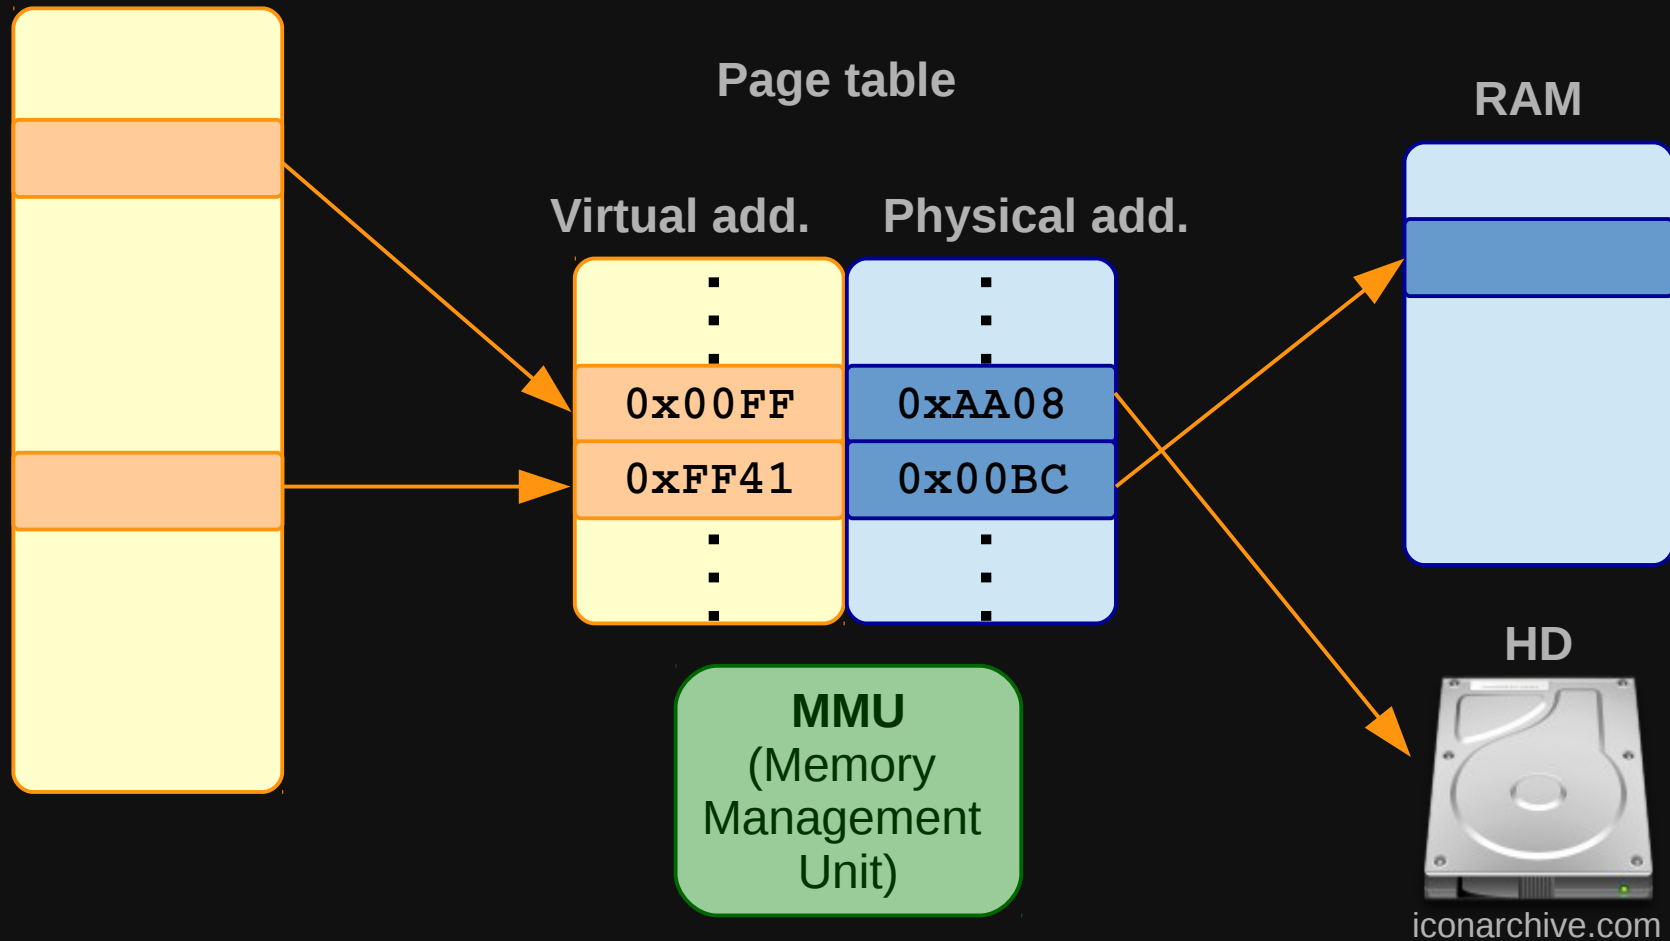 Page table
RAM
Virtual add. Physical add.
0x00FF 0xAA08
0xFF41 0x00BC
HD
MMU
(Memory
Management
Unit)
iconarchive.com